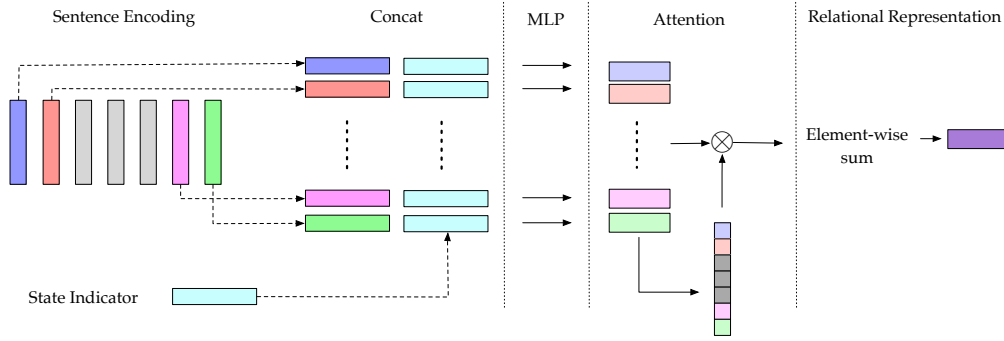 Sentence Encoding
Concat
MLP
Attention
Relational Representation
Element-wise
sum
State Indicator